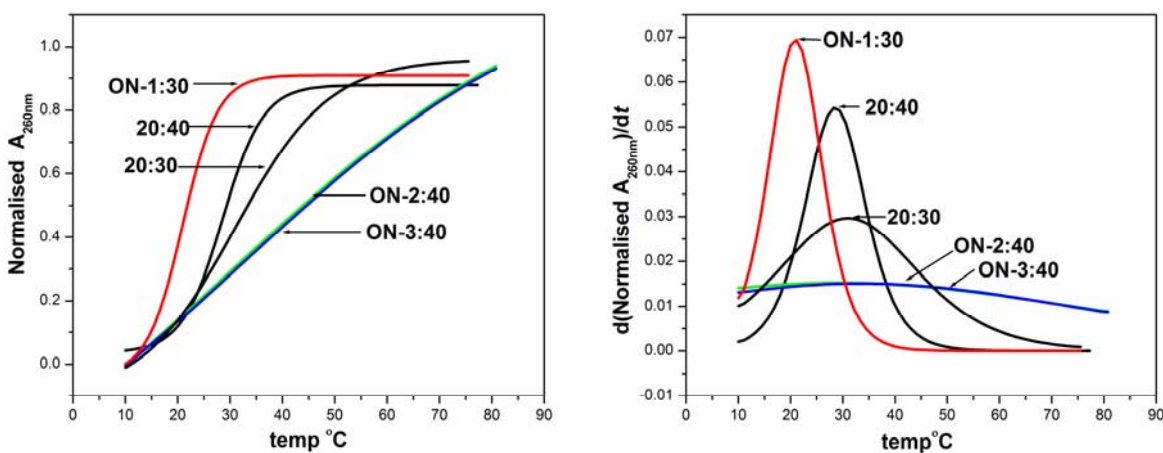 Normalised A260nm
1.0
0.8
0.6
0.4
0.2
0.0
ON-1:30
20:40
20:30
ON-2:40
ON-3:40
0 10 20 30 40 50 60 70 80 90
temp °C
d(Normalised A260nm)/dt
0.07
0.06
0.05
0.04
0.03
0.02
0.01
0.00
-0.01
ON-1:30
20:40
20:30
ON-2:40
ON-3:40
0 10 20 30 40 50 60 70 80 90
temp°C